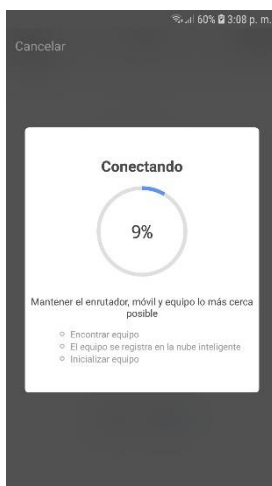 60% 3:08 p. m.
Cancelar
Conectando
9%
Mantener el enrutador, móvil y equipo lo más cerca
posible
Encontrar equipo
El equipo se registra en la nube inteligente
Inicializar equipo